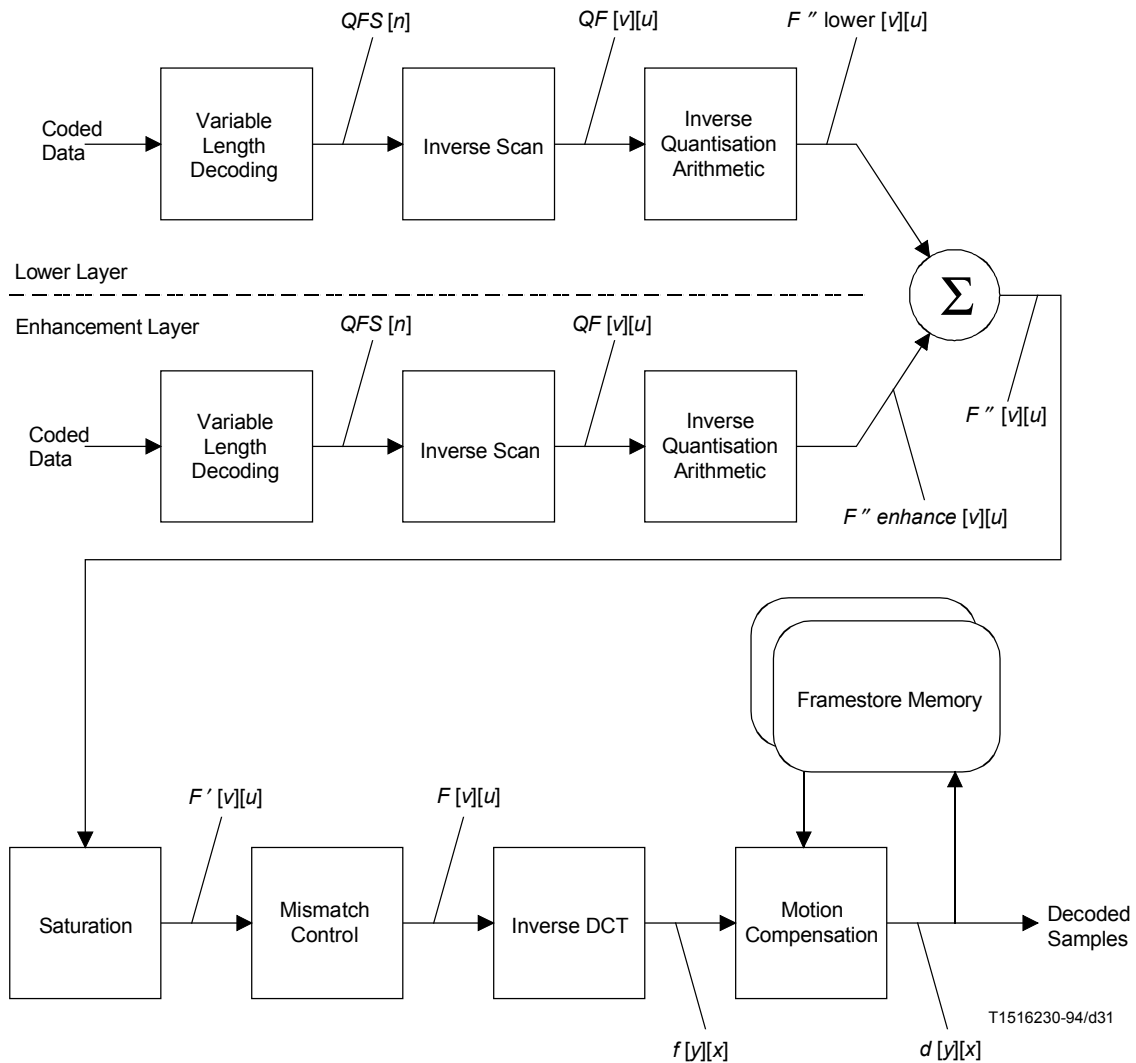 QFS [n]
QF [v][u]
F″ lower [v][u]
Coded
Data
Variable
Length
Decoding
Inverse Scan
Inverse
Quantisation
Arithmetic
Lower Layer
Σ
Enhancement Layer
QFS [n]
QF [v][u]
F″ [v][u]
Coded
Data
Variable
Length
Decoding
Inverse Scan
Inverse
Quantisation
Arithmetic
F″ enhance [v][u]
Framestore Memory
F′ [v][u]
F [v][u]
Saturation
Mismatch
Control
Inverse DCT
Motion
Compensation
Decoded
Samples
T1516230-94/d31
f [y][x]
d [y][x]